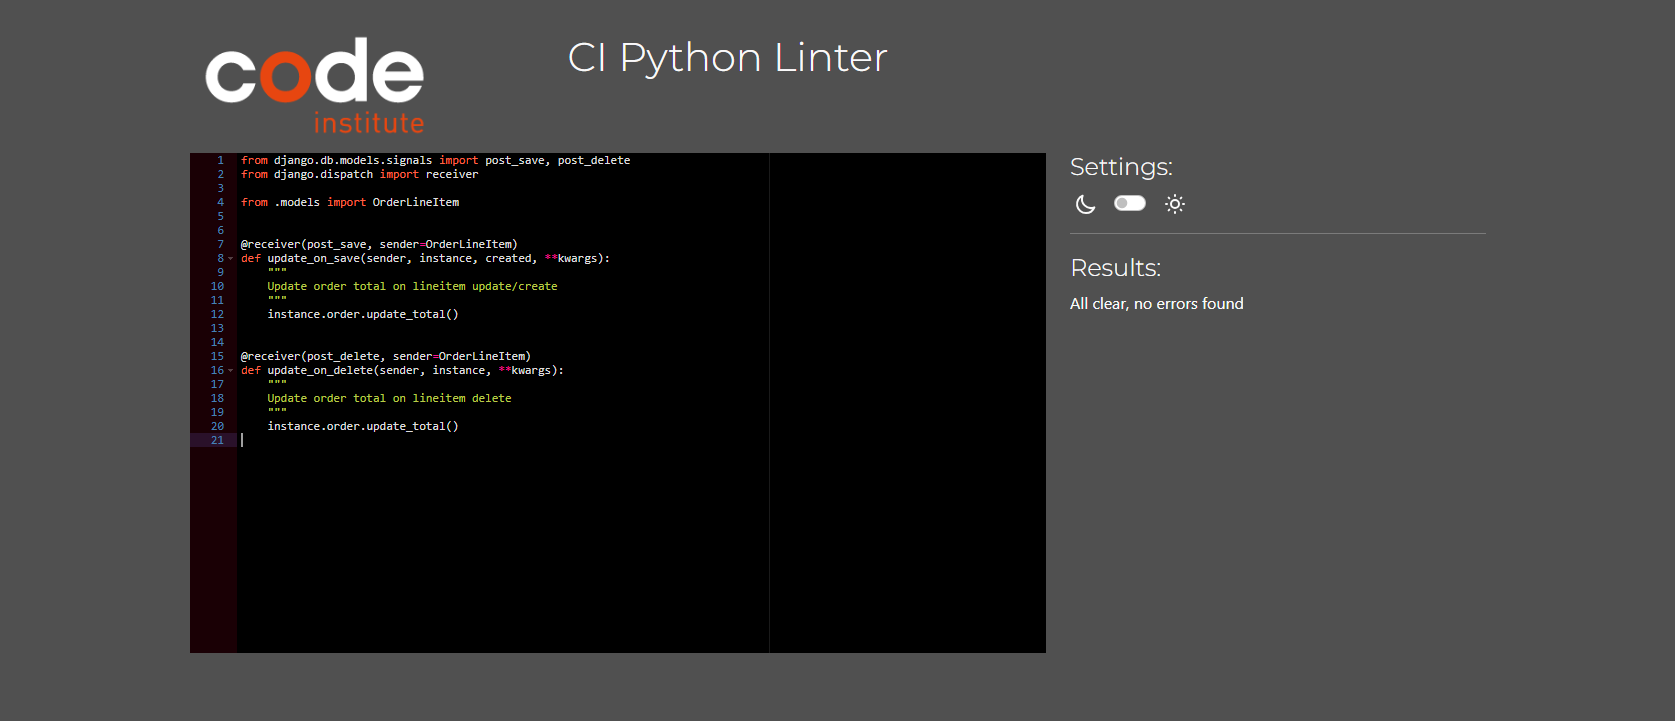 code
institute
CI Python Linter
1 from django.db.models.signals import post_save, post_delete
2 from django.dispatch import receiver
3
4 from .models import OrderLineItem
5
6
7 @receiver(post_save, sender=OrderLineItem)
8 def update_on_save(sender, instance, created, **kwargs):
9     """
10     Update order total on lineitem update/create
11     """
12     instance.order.update_total()
13
14
15 @receiver(post_delete, sender=OrderLineItem)
16 def update_on_delete(sender, instance, **kwargs):
17     """
18     Update order total on lineitem delete
19     """
20     instance.order.update_total()
21
Settings:
Results:
All clear, no errors found